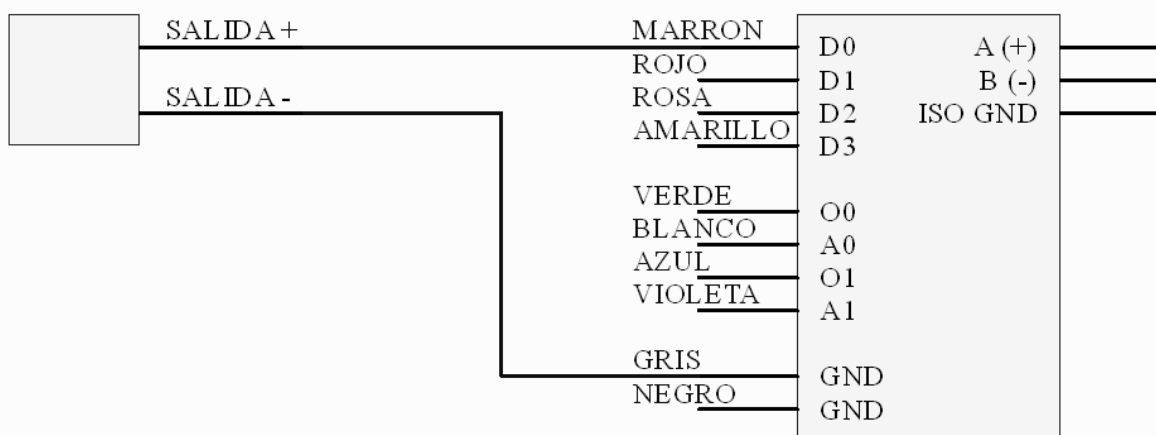 SALIDA+ MARRON D0 A (+)
ROJO D1 B (-)
SALIDA- ROSA D2 ISO GND
AMARILLO D3
VERDE O0
BLANCO A0
AZUL O1
VIOLETA A1
GRIS GND
NEGRO GND